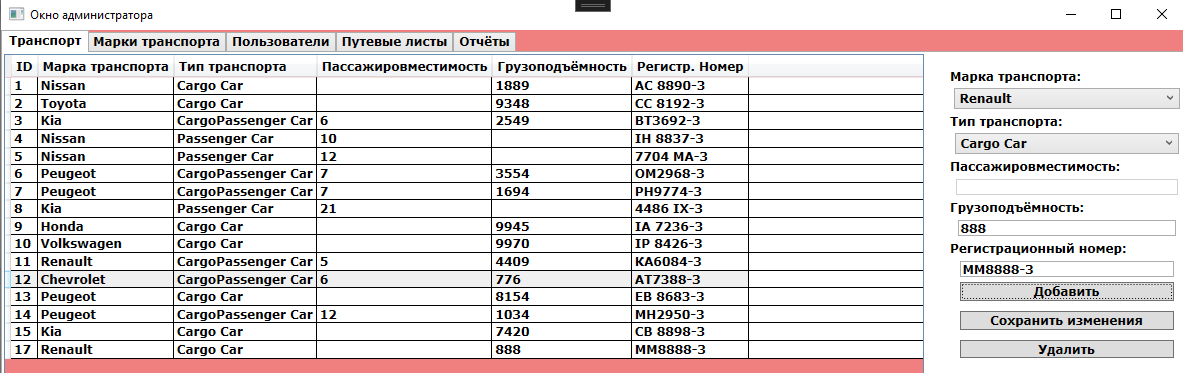 Окно администратора
Транспорт Марки транспорта Пользователи Путевые листы Отчёты
ID Марка транспорта Тип транспорта Пассажировместимость Грузоподъёмность Регистр. Номер
1 Nissan Cargo Car 1889 AC 8890-3
2 Toyota Cargo Car 9348 CC 8192-3
3 Kia CargoPassenger Car 6 2549 BT3692-3
4 Nissan Passenger Car 10 IH 8837-3
5 Nissan Passenger Car 12 7704 MA-3
6 Peugeot CargoPassenger Car 7 3554 OM2968-3
7 Peugeot CargoPassenger Car 7 1694 PH9774-3
8 Kia Passenger Car 21 4486 IX-3
9 Honda Cargo Car 9945 IA 7236-3
10 Volkswagen Cargo Car 9970 IP 8426-3
11 Renault CargoPassenger Car 5 4409 KA6084-3
12 Chevrolet CargoPassenger Car 6 776 AT7388-3
13 Peugeot Cargo Car 8154 EB 8683-3
14 Peugeot CargoPassenger Car 12 1034 MH2950-3
15 Kia Cargo Car 7420 CB 8898-3
17 Renault Cargo Car 888 MM8888-3
Марка транспорта:
Renault
Тип транспорта:
Cargo Car
Пассажировместимость:
Грузоподъёмность:
888
Регистрационный номер:
MM8888-3
Добавить
Сохранить изменения
Удалить